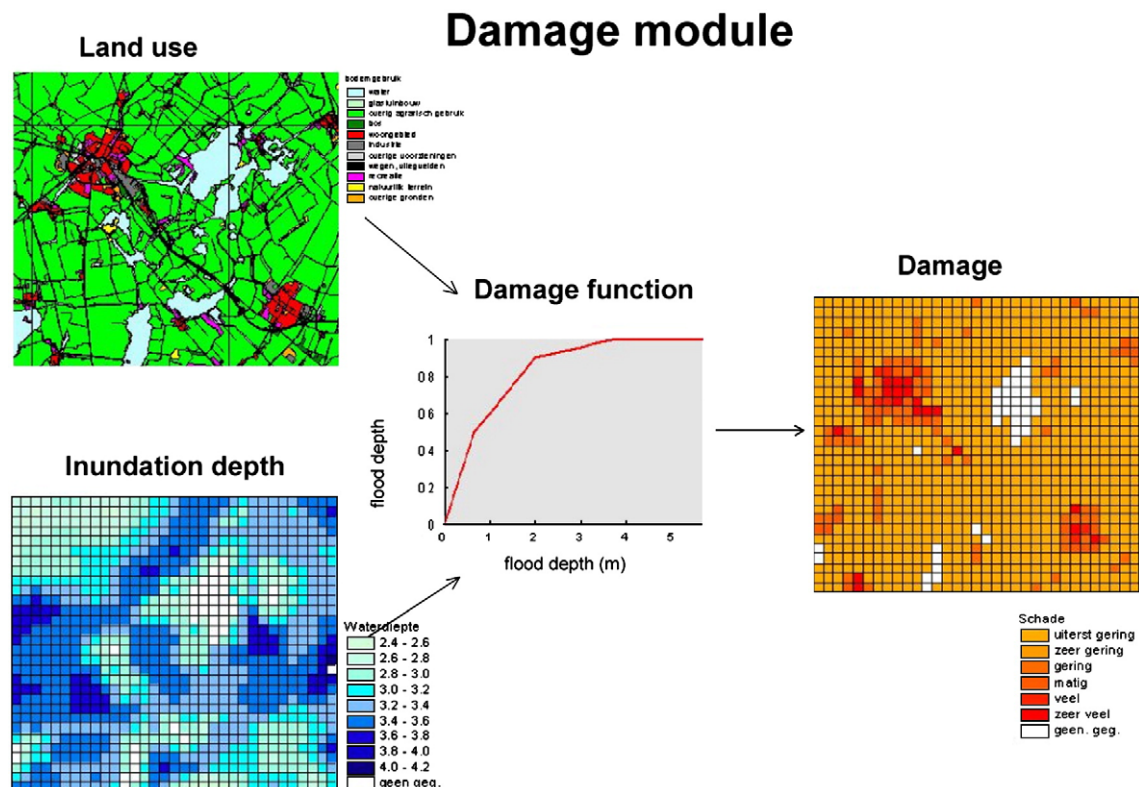 Damage module
Land use
bodemgebruik
water
glastuinbouw
overig agrarisch gebruik
bos
woongebied
industrie
overige voorzieningen
wegen, vliegvelden
recreatie
natuurlijk terrein
overige gronden
Damage function
1
0 8
0 6
0 4
0 2
0
flood depth
0 1 2 3 4 5
flood depth (m)
Inundation depth
Waterdiepte
2.4 - 2.6
2.6 - 2.8
2.8 - 3.0
3.0 - 3.2
3.2 - 3.4
3.4 - 3.6
3.6 - 3.8
3.8 - 4.0
4.0 - 4.2
geen geg.
Damage
Schade
uiterst gering
zeer gering
gering
matig
veel
zeer veel
geen. geg.